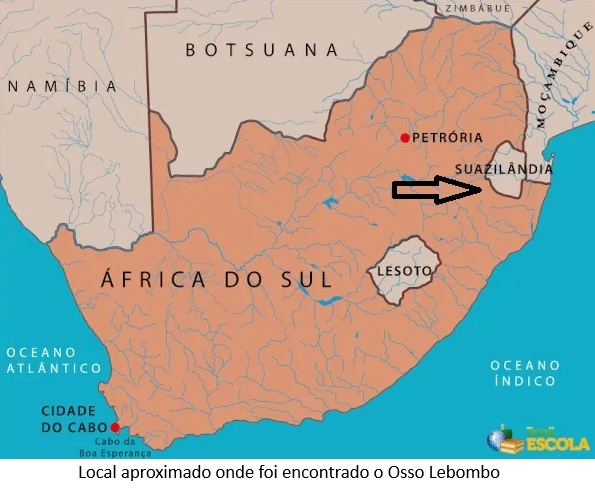 ZIMBABUE
BOTSUANA
NAMÍBIA
MOÇAMBIQUE
PETRÓRIA
SUAZILÂNDIA
LESOTO
ÁFRICA DO SUL
OCEANO
ATLÂNTICO
OCEANO
ÍNDICO
CIDADE
DO CABO
Cabo da
Boa Esperança
ESCOLA
Local aproximado onde foi encontrado o Osso Lebombo